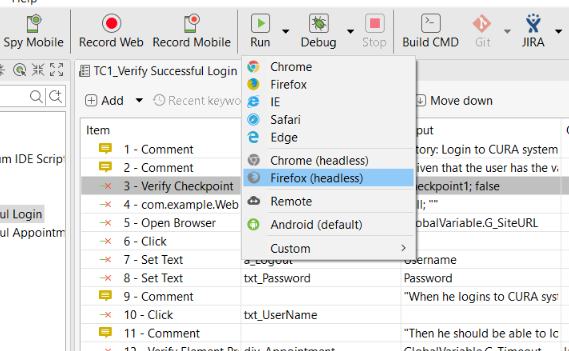 Help
Spy Mobile Record Web Record Mobile Run Debug Stop Build CMD Git JIRA
TC1_Verify Successful Login
Add Recent keywo Move down
Item put
um IDE Script
ul Login
ul Appointm
Chrome
Firefox
IE
Safari
Edge
Chrome (headless)
Firefox (headless)
Remote
Android (default)
Custom
1 - Comment tory: Login to CURA system
2 - Comment iven that the user has the va
3 - Verify Checkpoint heckpoint1; false
4 - com.example.Web ll; ""
5 - Open Browser lobalVariable.G_SiteURL
6 - Click
7 - Set Text a_Logout Username
8 - Set Text txt_Password Password
9 - Comment "When he logins to CURA sys
10 - Click txt_UserName
11 - Comment "Then he should be able to lo
12 - Verify Element Pr div_Appointment GlobalVariable.G_Timeout